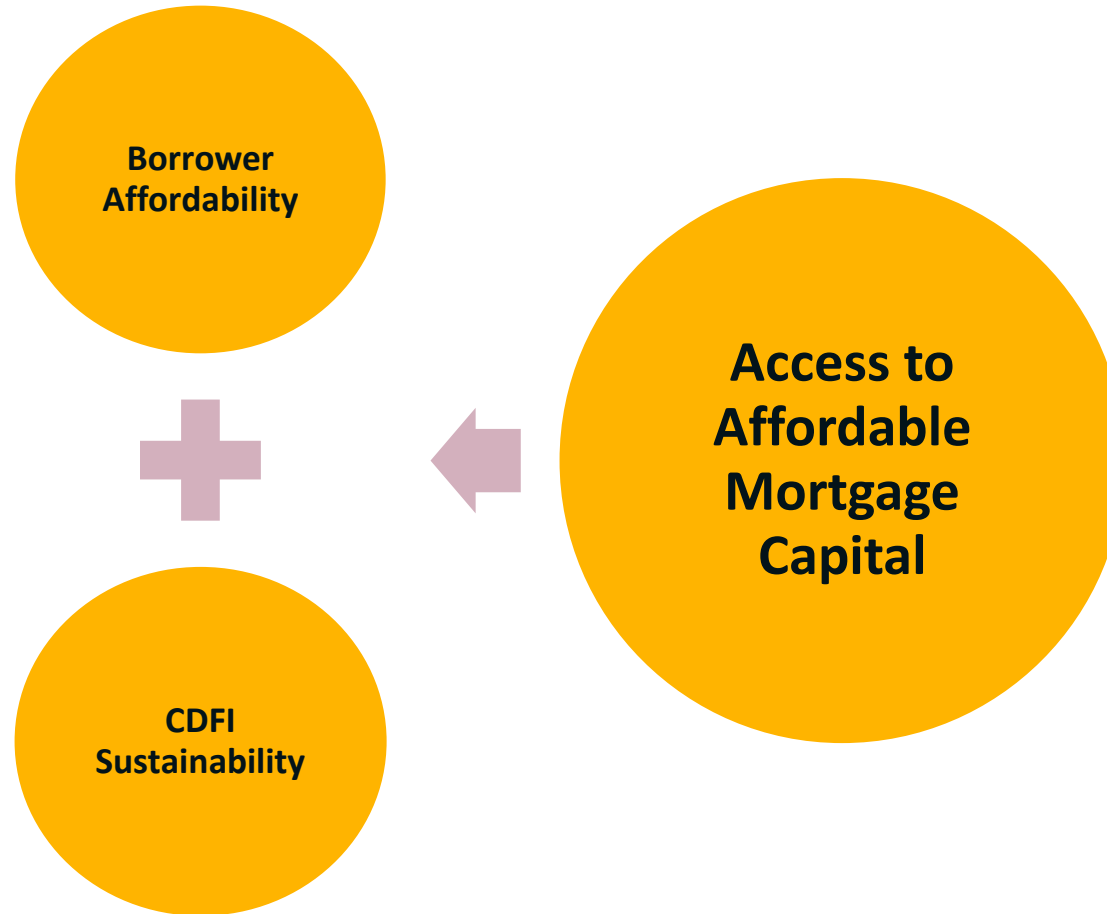 Borrower
Affordability
CDFI
Sustainability
Access to
Affordable
Mortgage
Capital